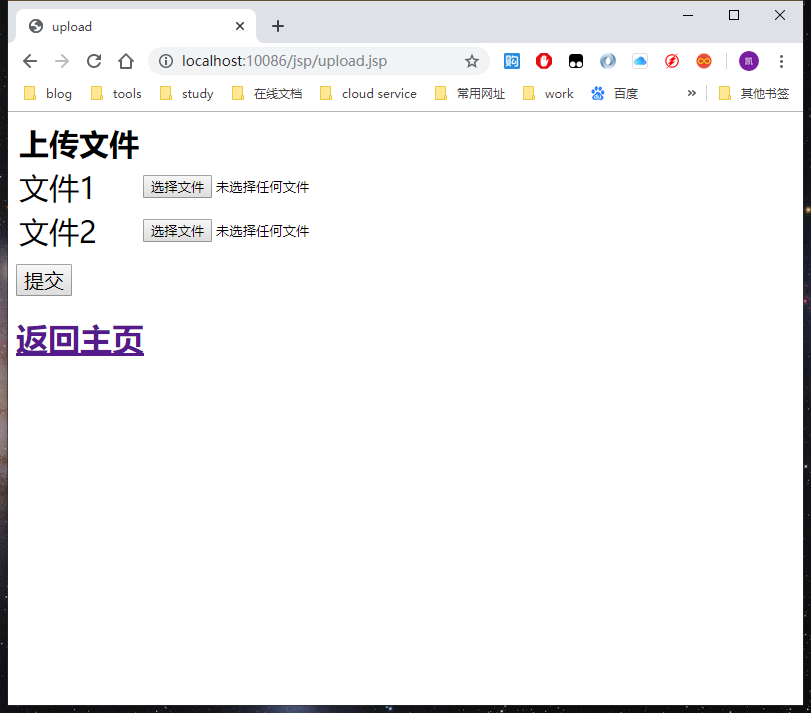 upload
localhost:10086/jsp/upload.jsp
购 凯
blog tools study 在线文档 cloud service 常用网址 work 百度 » 其他书签
上传文件
文件1 选择文件 未选择任何文件
文件2 选择文件 未选择任何文件
提交
返回主页